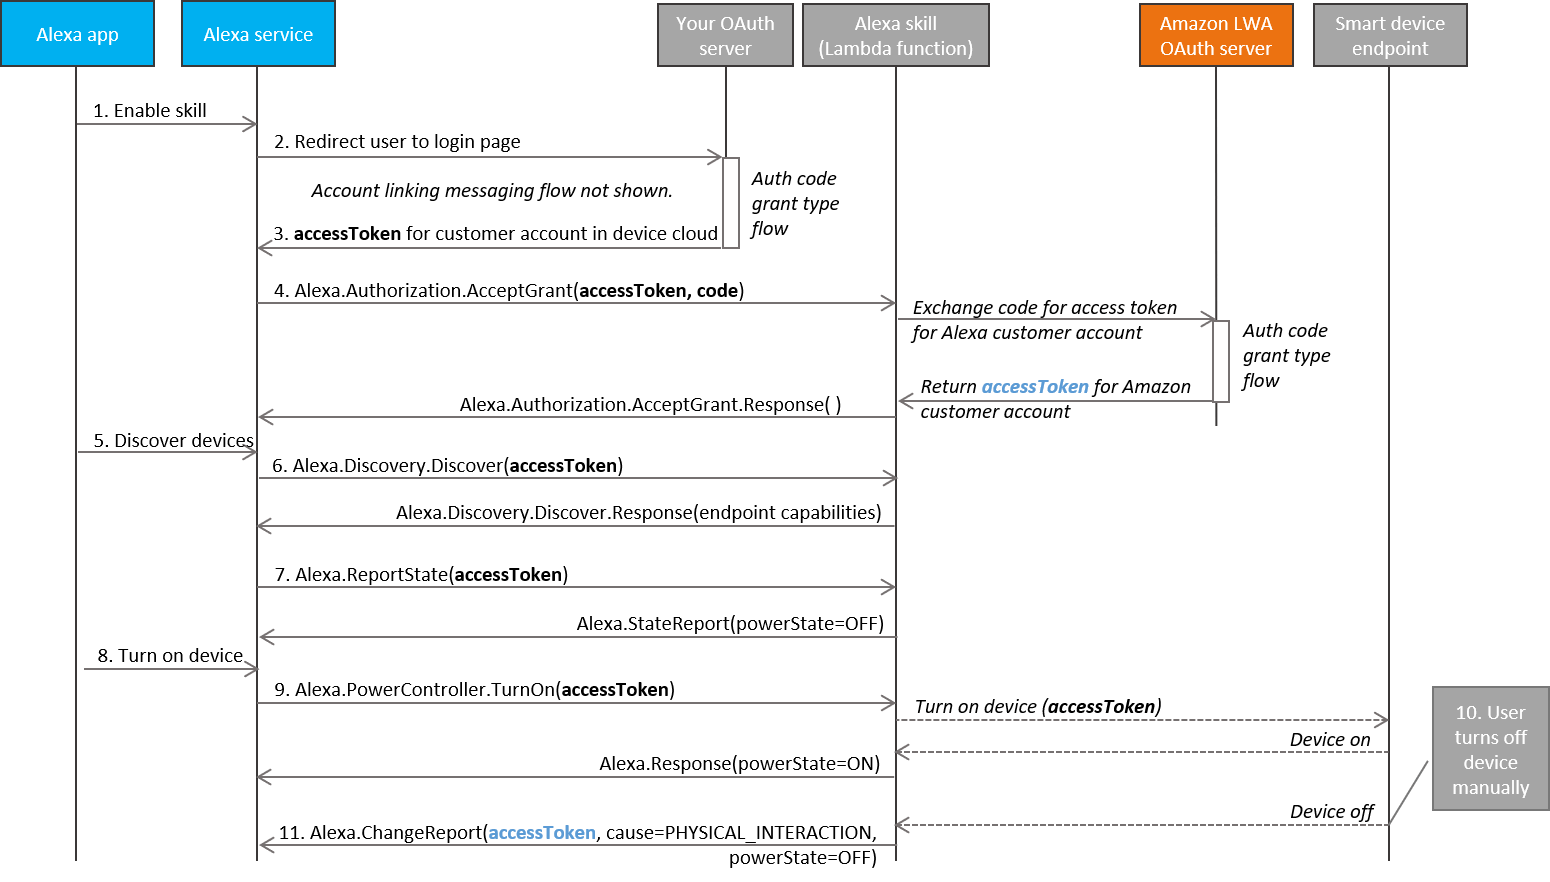 Alexa app
Alexa service
Your OAuth
server
Alexa skill
(Lambda function)
Amazon LWA
OAuth server
Smart device
endpoint
1. Enable skill
2. Redirect user to login page
Account linking messaging flow not shown.
Auth code
grant type
flow
3. accessToken for customer account in device cloud
4. Alexa.Authorization.AcceptGrant(accessToken, code)
Exchange code for access token
for Alexa customer account
Auth code
grant type
flow
Return accessToken for Amazon
customer account
Alexa.Authorization.AcceptGrant.Response( )
5. Discover devices
6. Alexa.Discovery.Discover(accessToken)
Alexa.Discovery.Discover.Response(endpoint capabilities)
7. Alexa.ReportState(accessToken)
Alexa.StateReport(powerState=OFF)
8. Turn on device
9. Alexa.PowerController.TurnOn(accessToken)
Turn on device (accessToken)
Device on
10. User
turns off
device
manually
Alexa.Response(powerState=ON)
Device off
11. Alexa.ChangeReport(accessToken, cause=PHYSICAL_INTERACTION,
powerState=OFF)